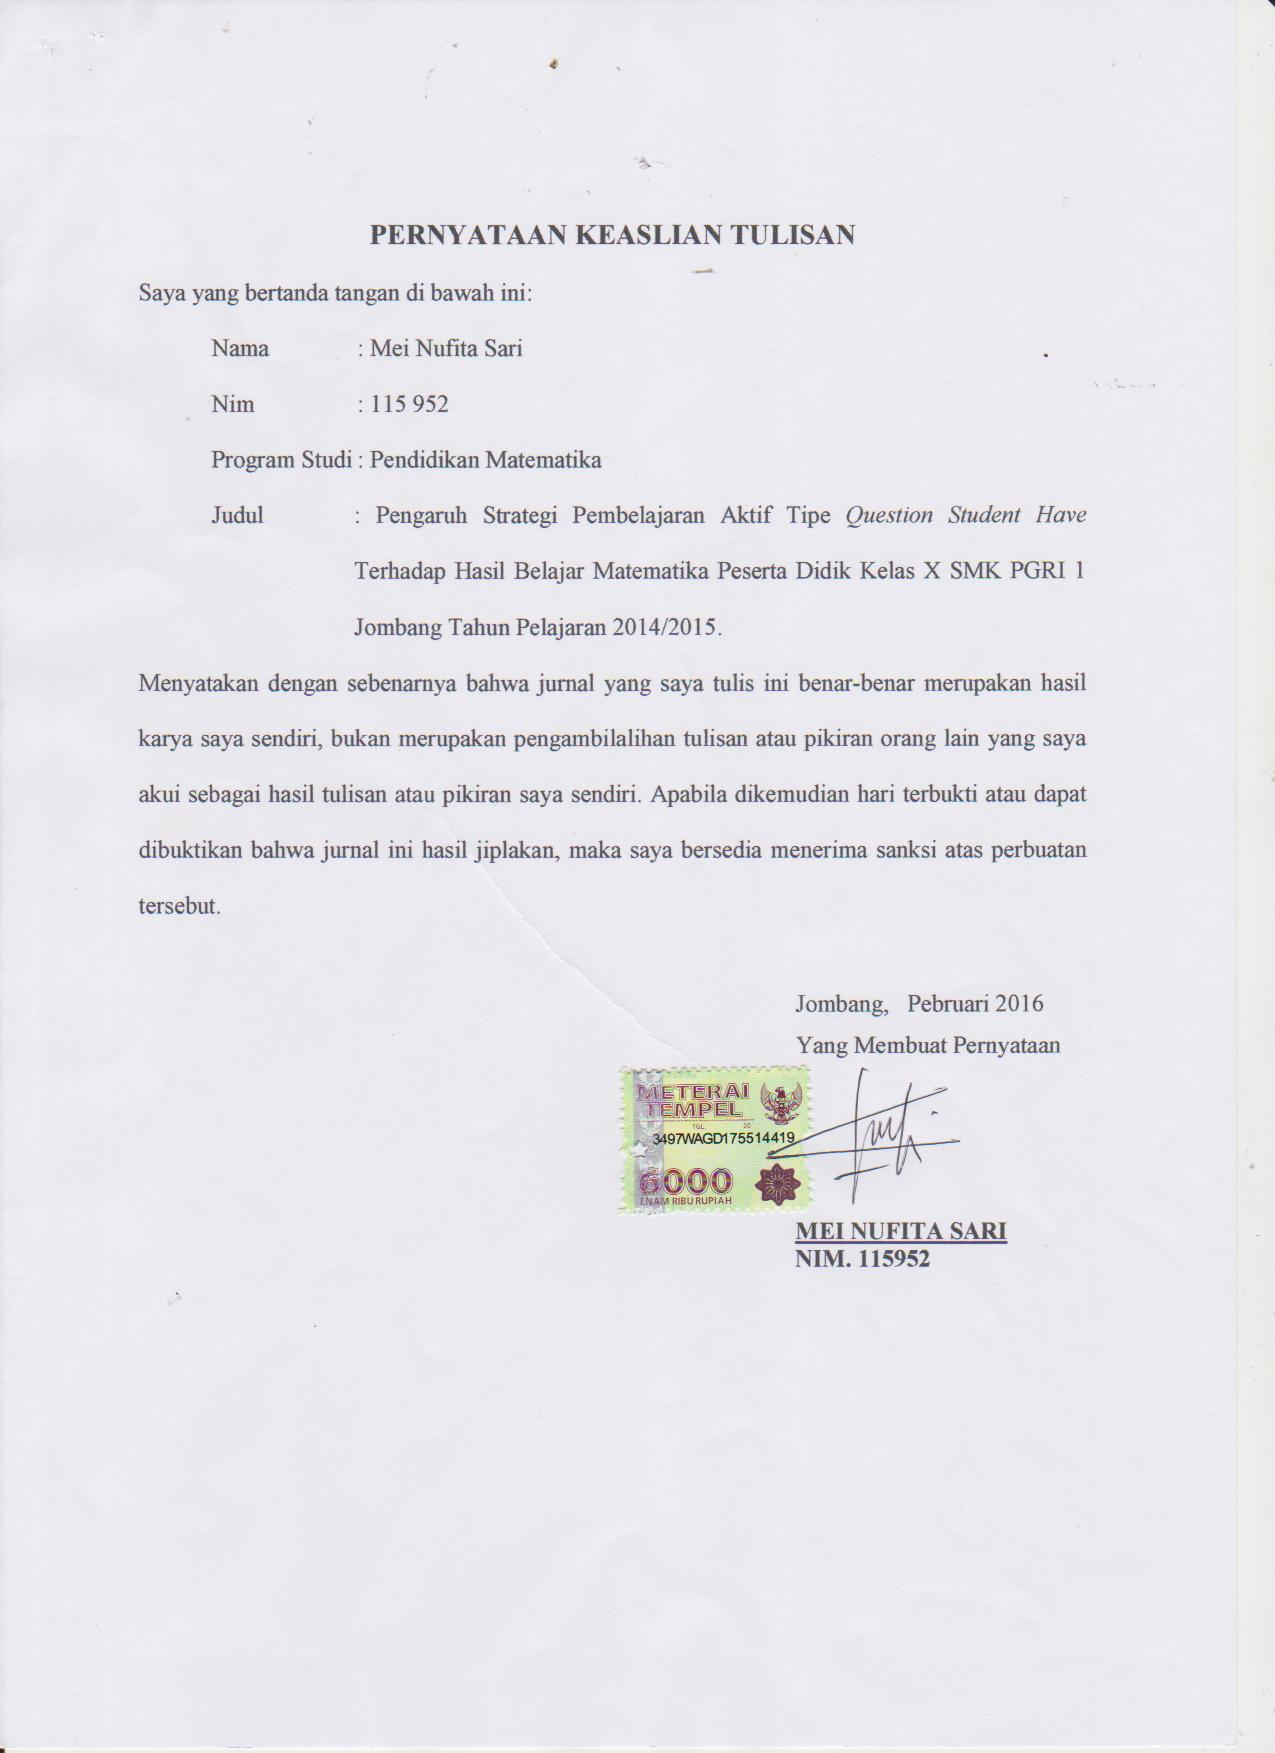 PERNYATAAN KEASLIAN TULISAN
Saya yang bertanda tangan di bawah ini:
Nama : Mei Nufita Sari
Nim : 115 952
Program Studi : Pendidikan Matematika
Judul : Pengaruh Strategi Pembelajaran Aktif Tipe Question Student Have
Terhadap Hasil Belajar Matematika Peserta Didik Kelas X SMK PGRI 1
Jombang Tahun Pelajaran 2014/2015.
Menyatakan dengan sebenarnya bahwa jurnal yang saya tulis ini benar-benar merupakan hasil
karya saya sendiri, bukan merupakan pengambilalihan tulisan atau pikiran orang lain yang saya
akui sebagai hasil tulisan atau pikiran saya sendiri. Apabila dikemudian hari terbukti atau dapat
dibuktikan bahwa jurnal ini hasil jiplakan, maka saya bersedia menerima sanksi atas perbuatan
tersebut.
Jombang, Pebruari 2016
Yang Membuat Pernyataan
METERAI
TEMPEL
TGL. 20
3497WAGD175514419
6000
ENAM RIBU RUPIAH
MEI NUFITA SARI
NIM. 115952